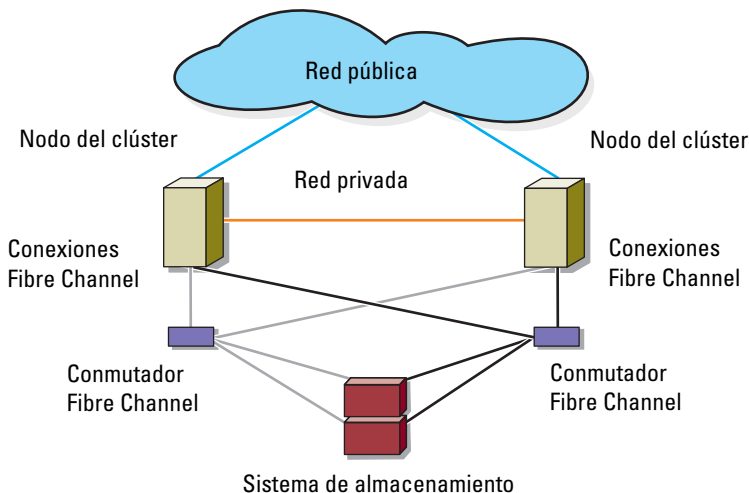 Red pública
Nodo del clúster
Nodo del clúster
Red privada
Conexiones
Fibre Channel
Conexiones
Fibre Channel
Conmutador
Fibre Channel
Conmutador
Fibre Channel
Sistema de almacenamiento